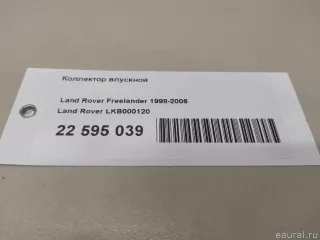 Коллектор впускной
Land Rover Freelander 1998-2006
Land Rover LKB000120
22 595 039
eaural.ru